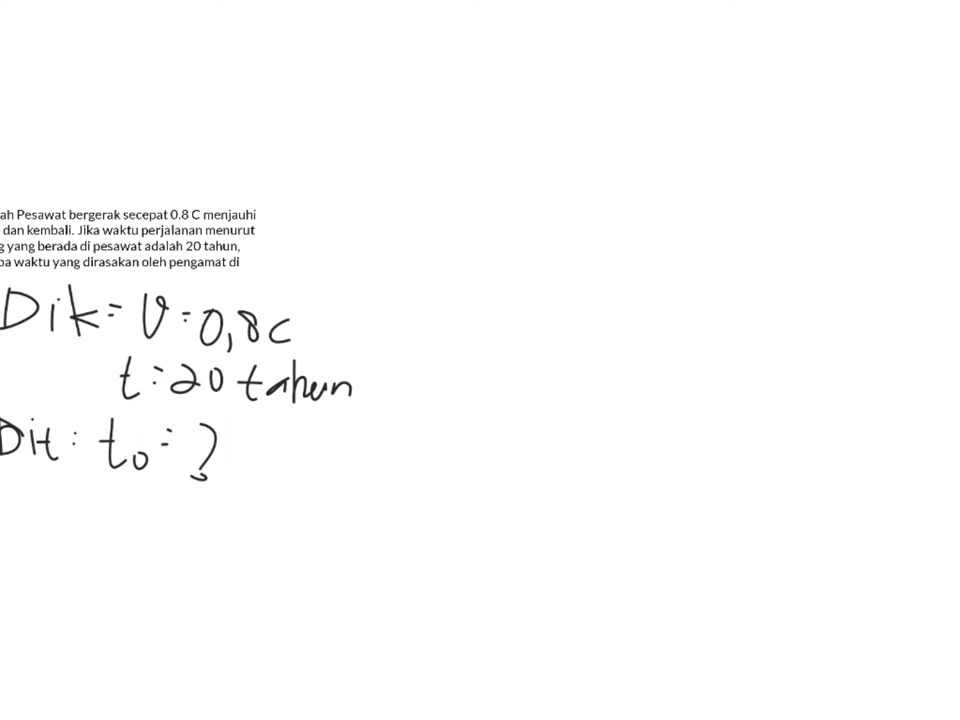 ah Pesawat bergerak secepat 0.8 C menjauhi
dan kembali. Jika waktu perjalanan menurut
g yang berada di pesawat adalah 20 tahun,
pa waktu yang dirasakan oleh pengamat di
Dik = v = 0,8 c
t = 20 tahun
Dit : t₀ = ?